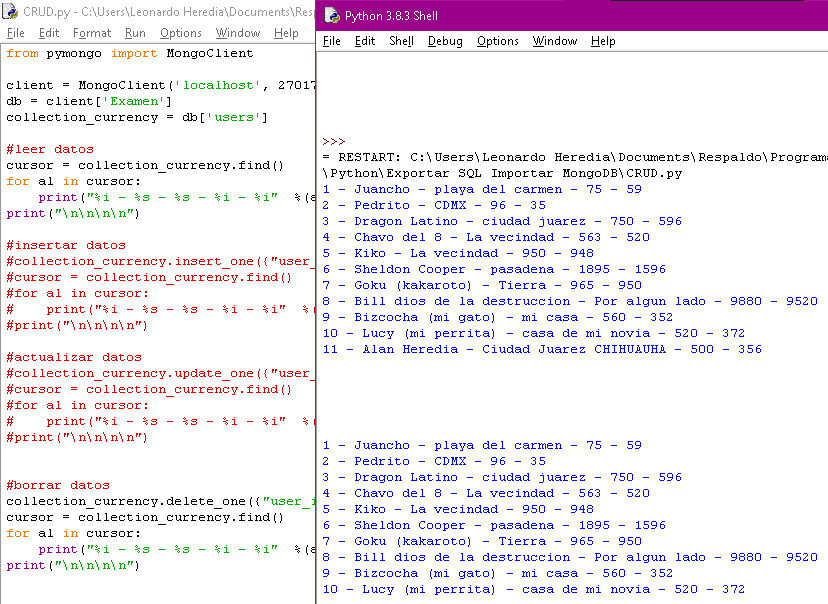 CRUD.py - C:\Users\Leonardo Heredia\Documents\Resp
File Edit Format Run Options Window Help
from pymongo import MongoClient
client = MongoClient('localhost', 27017
db = client['Examen']
collection_currency = db['users']
#leer datos
cursor = collection_currency.find()
for al in cursor:
    print("%i - %s - %s - %i - %i"  %(a
print("\n\n\n\n")
#insertar datos
#collection_currency.insert_one({"user_
#cursor = collection_currency.find()
#for al in cursor:
#    print("%i - %s - %s - %i - %i"  %(
#print("\n\n\n\n")
#actualizar datos
#collection_currency.update_one({"user_
#cursor = collection_currency.find()
#for al in cursor:
#    print("%i - %s - %s - %i - %i"  %(
#print("\n\n\n\n")
#borrar datos
collection_currency.delete_one({"user_i
cursor = collection_currency.find()
for al in cursor:
    print("%i - %s - %s - %i - %i"  %(a
print("\n\n\n\n")
Python 3.8.3 Shell
File Edit Shell Debug Options Window Help
>>>
= RESTART: C:\Users\Leonardo Heredia\Documents\Respaldo\Programa
\Python\Exportar SQL Importar MongoDB\CRUD.py
1 - Juancho - playa del carmen - 75 - 59
2 - Pedrito - CDMX - 96 - 35
3 - Dragon Latino - ciudad juarez - 750 - 596
4 - Chavo del 8 - La vecindad - 563 - 520
5 - Kiko - La vecindad - 950 - 948
6 - Sheldon Cooper - pasadena - 1895 - 1596
7 - Goku (kakaroto) - Tierra - 965 - 950
8 - Bill dios de la destruccion - Por algun lado - 9880 - 9520
9 - Bizcocha (mi gato) - mi casa - 560 - 352
10 - Lucy (mi perrita) - casa de mi novia - 520 - 372
11 - Alan Heredia - Ciudad Juarez CHIHUAUHA - 500 - 356
1 - Juancho - playa del carmen - 75 - 59
2 - Pedrito - CDMX - 96 - 35
3 - Dragon Latino - ciudad juarez - 750 - 596
4 - Chavo del 8 - La vecindad - 563 - 520
5 - Kiko - La vecindad - 950 - 948
6 - Sheldon Cooper - pasadena - 1895 - 1596
7 - Goku (kakaroto) - Tierra - 965 - 950
8 - Bill dios de la destruccion - Por algun lado - 9880 - 9520
9 - Bizcocha (mi gato) - mi casa - 560 - 352
10 - Lucy (mi perrita) - casa de mi novia - 520 - 372